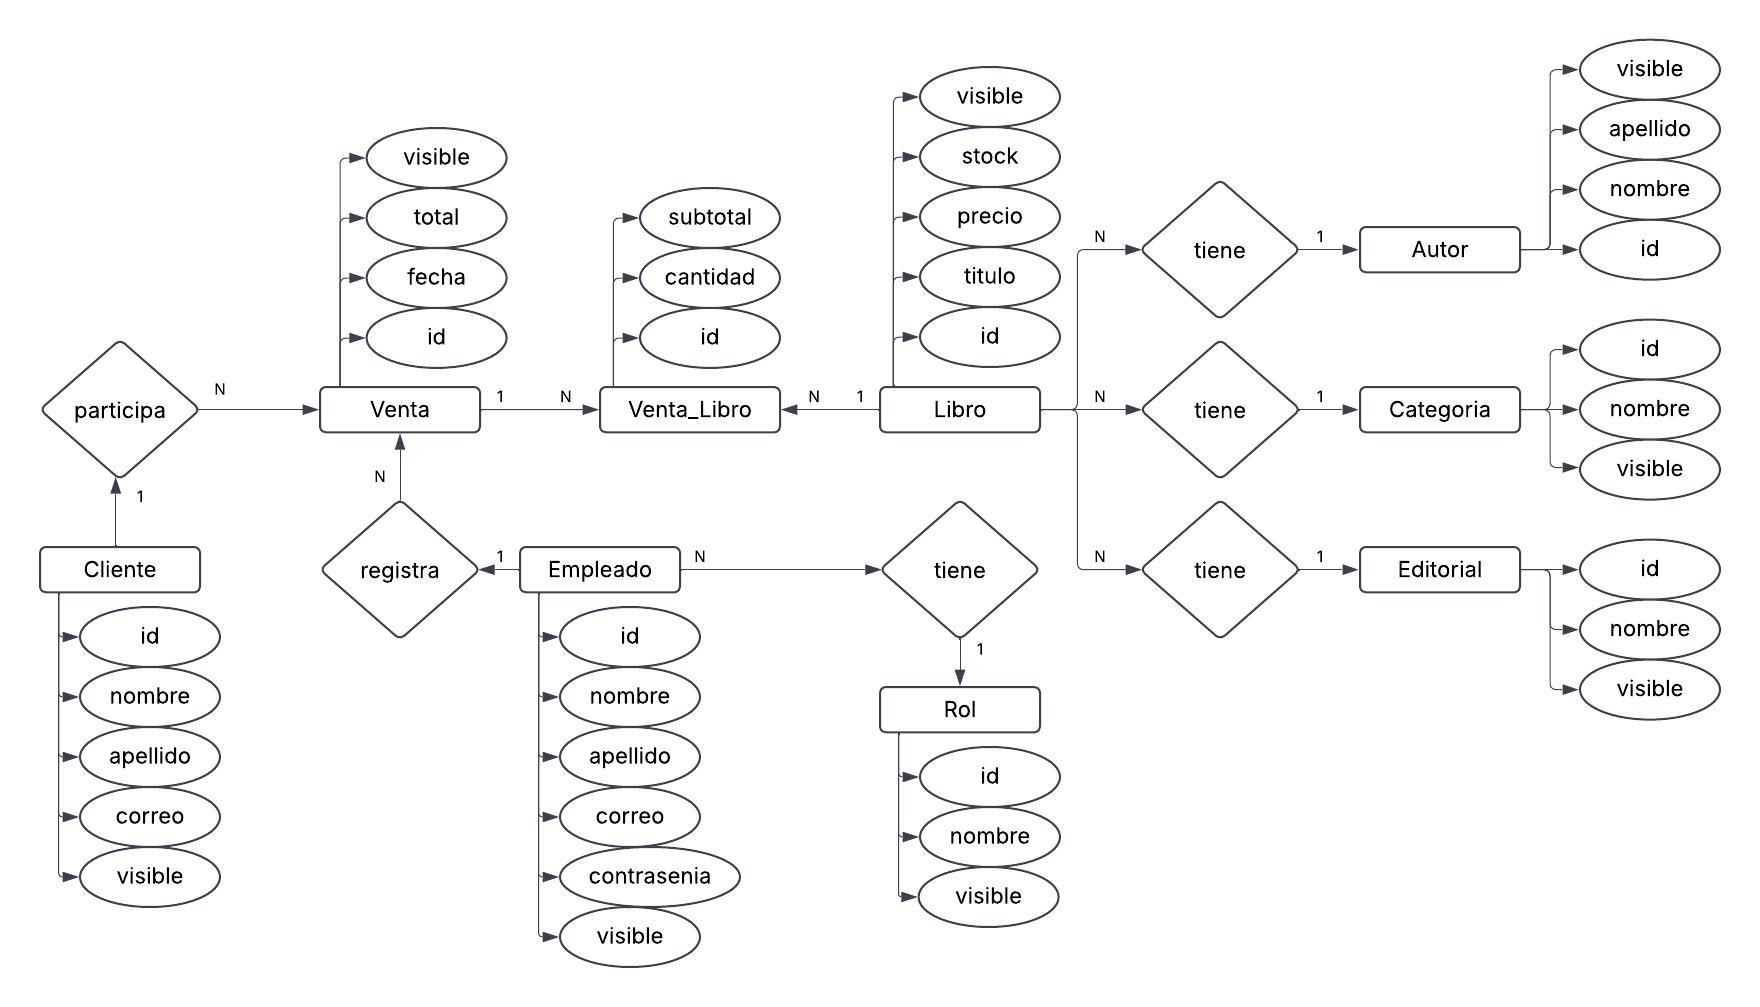 visible
total
fecha
id
subtotal
cantidad
id
visible
stock
precio
titulo
id
visible
apellido
nombre
id
N
tiene
1
Autor
participa
N
Venta
1
N
Venta_Libro
N
1
Libro
N
tiene
1
Categoria
id
nombre
visible
1
N
Cliente
id
nombre
apellido
correo
visible
registra
1
Empleado
N
id
nombre
apellido
correo
contrasenia
visible
tiene
1
Rol
id
nombre
visible
N
tiene
1
Editorial
id
nombre
visible